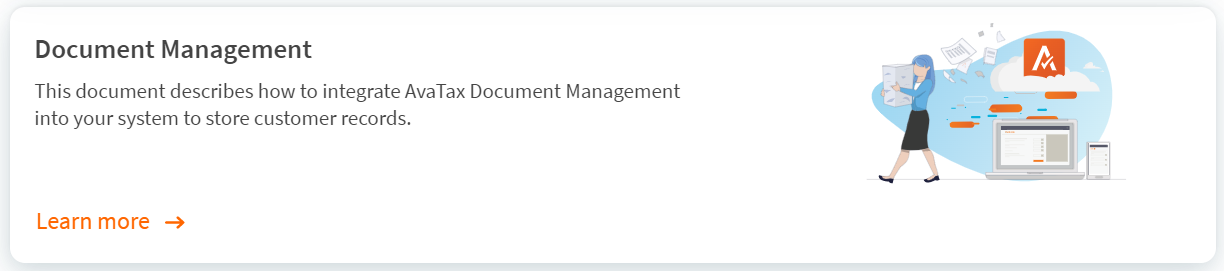 Document Management
This document describes how to integrate AvaTax Document Management
into your system to store customer records.
Learn more →